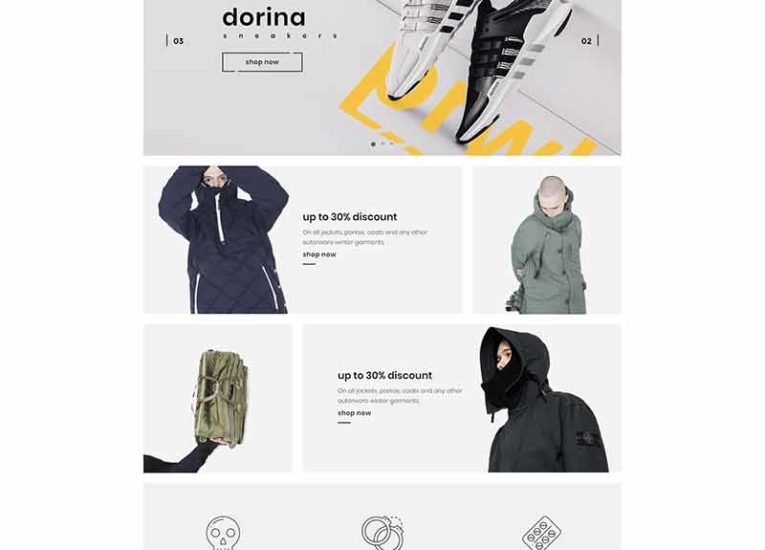 dorina
sneakers
03
02
shop now
up to 30% discount
On all jackets, parkas, coats and any other
outerware winter garments.
shop now
up to 30% discount
On all jackets, parkas, coats and any other
outerware winter garments.
shop now